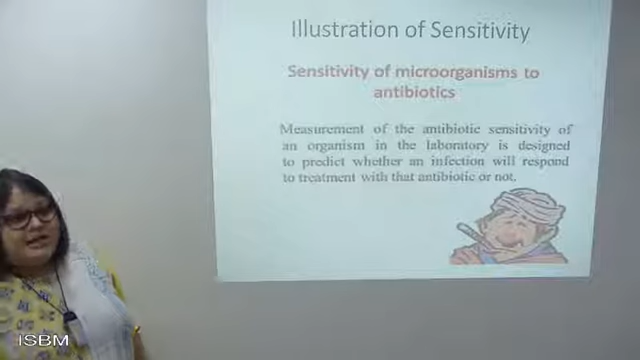 Illustration of Sensitivity
Sensitivity of microorganisms to
antibiotics
Measurement of the antibiotic sensitivity of
an organism in the laboratory is designed
to predict whether an infection will respond
to treatment with that antibiotic or not.
ISBM